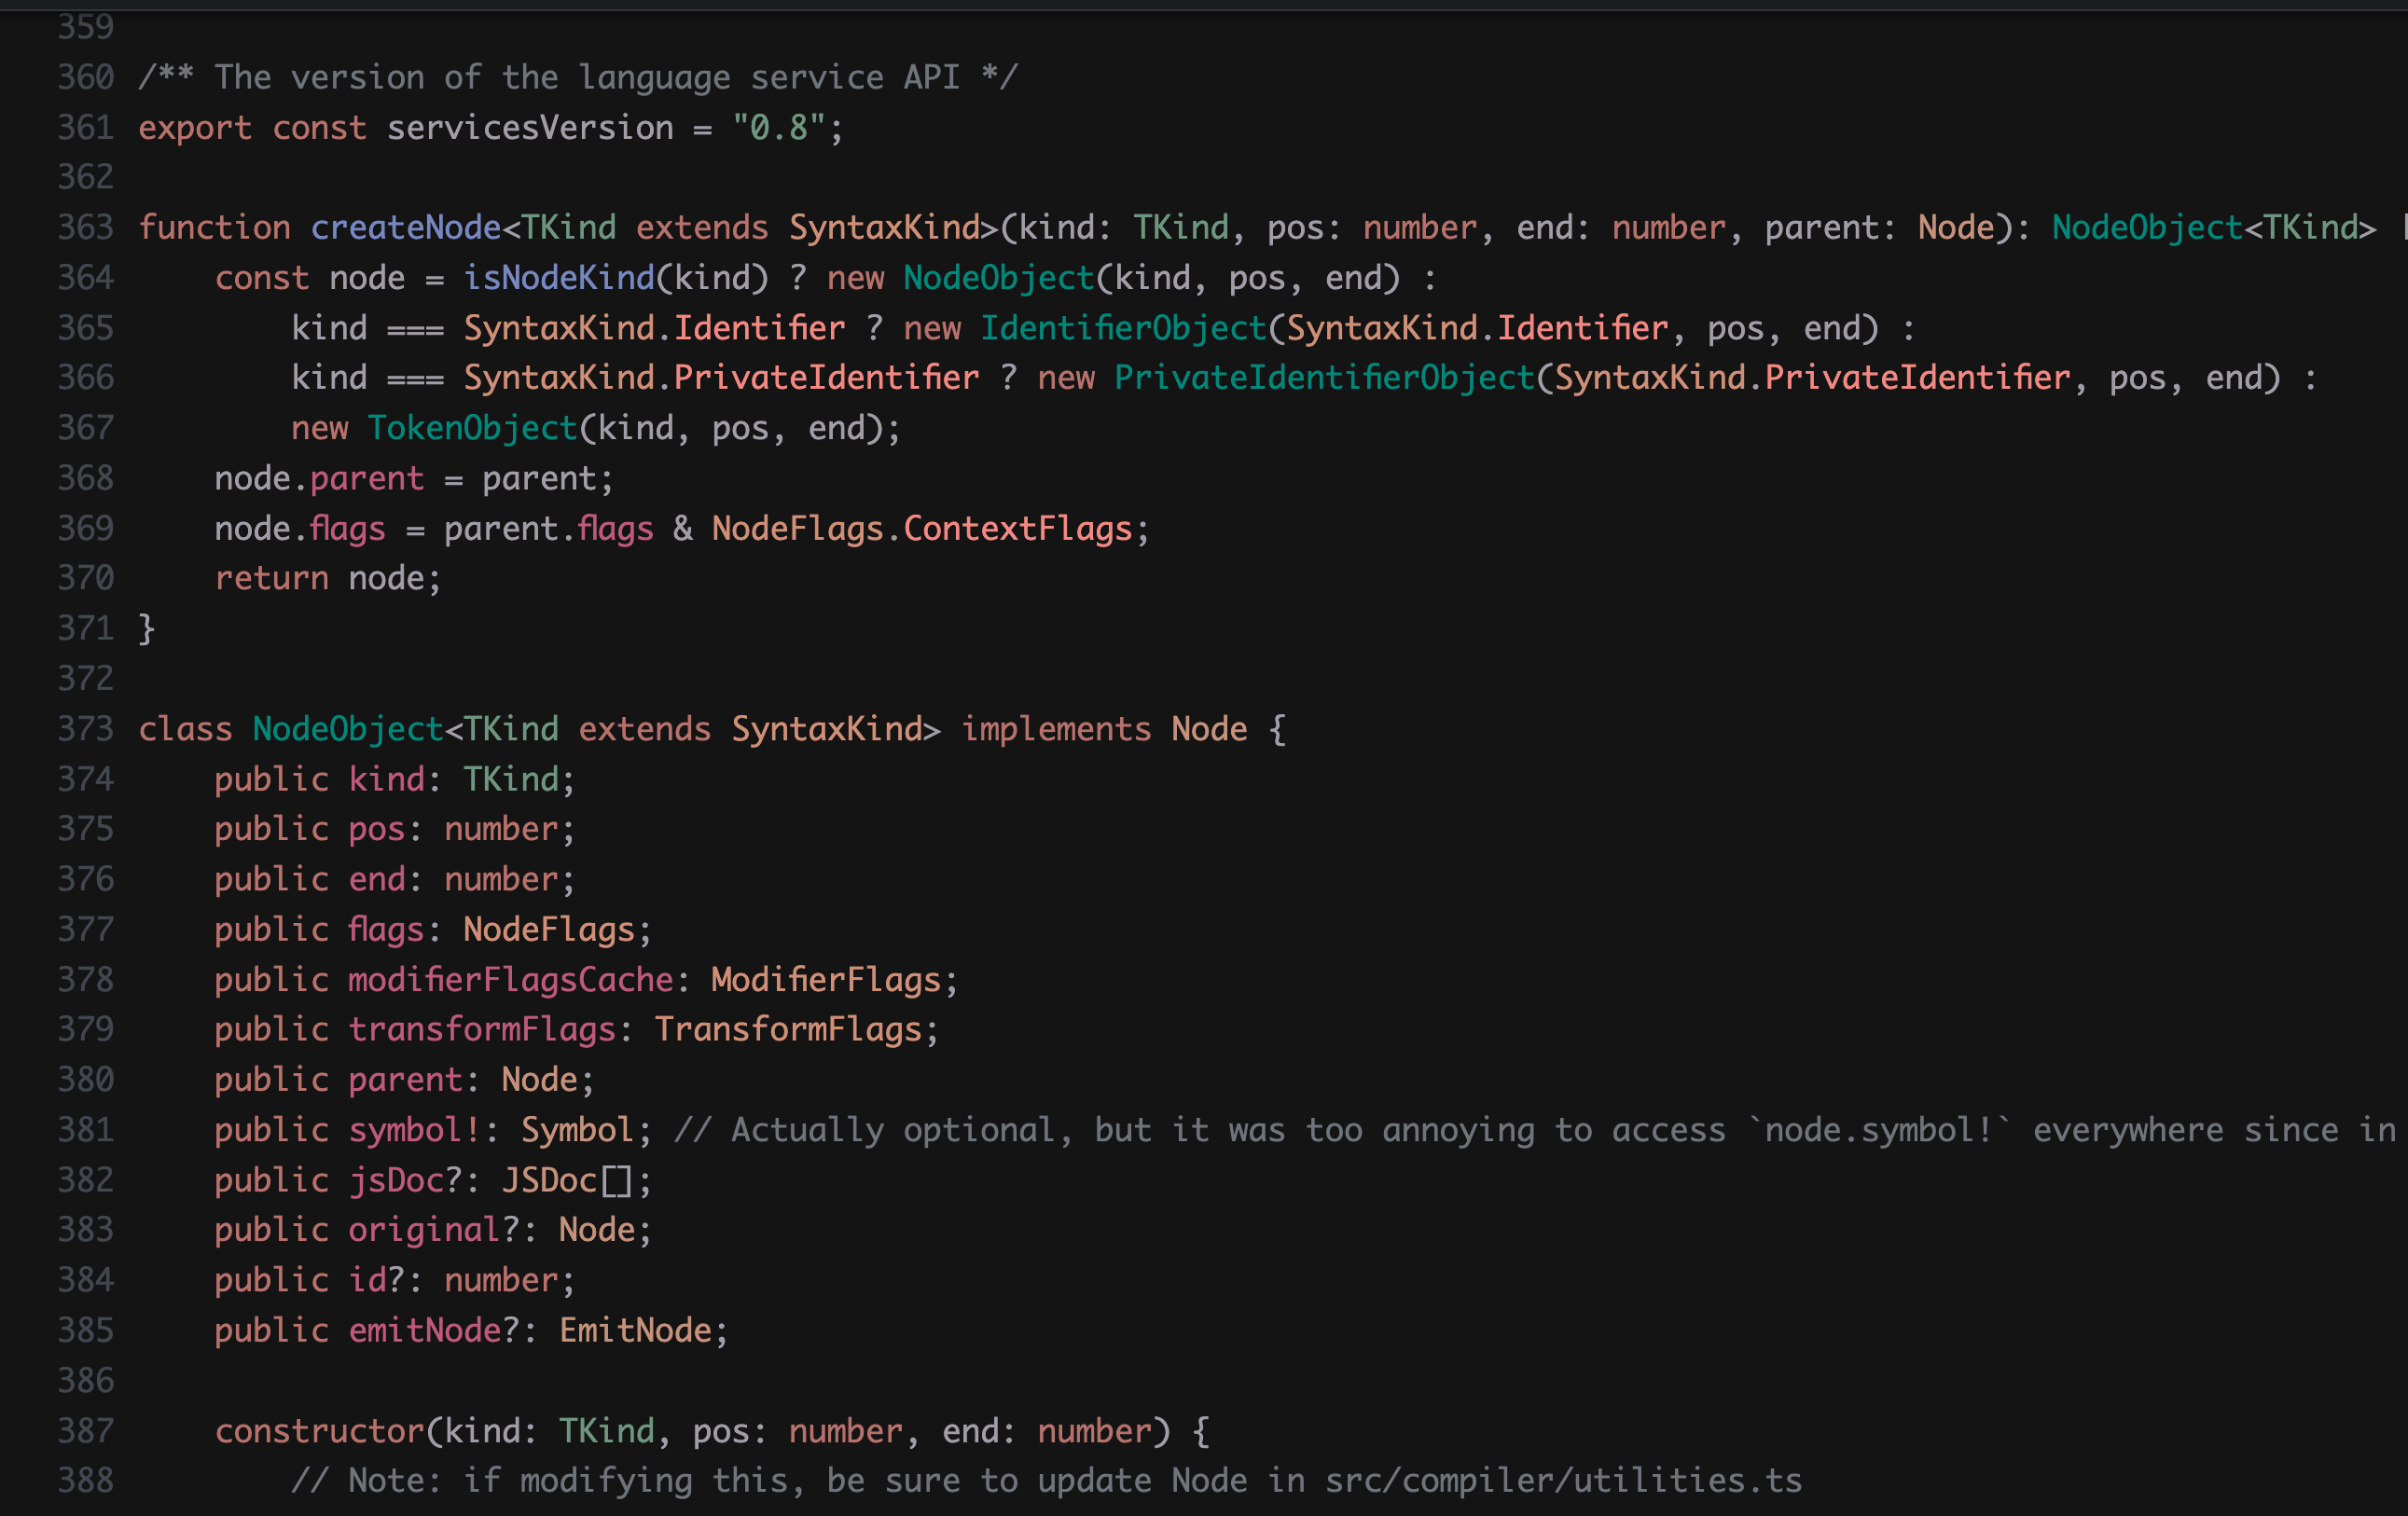 359
360 /** The version of the language service API */
361 export const servicesVersion = "0.8";
362
363 function createNode<TKind extends SyntaxKind>(kind: TKind, pos: number, end: number, parent: Node): NodeObject<TKind>
364     const node = isNodeKind(kind) ? new NodeObject(kind, pos, end) :
365         kind === SyntaxKind.Identifier ? new IdentifierObject(SyntaxKind.Identifier, pos, end) :
366         kind === SyntaxKind.PrivateIdentifier ? new PrivateIdentifierObject(SyntaxKind.PrivateIdentifier, pos, end) :
367         new TokenObject(kind, pos, end);
368     node.parent = parent;
369     node.flags = parent.flags & NodeFlags.ContextFlags;
370     return node;
371 }
372
373 class NodeObject<TKind extends SyntaxKind> implements Node {
374     public kind: TKind;
375     public pos: number;
376     public end: number;
377     public flags: NodeFlags;
378     public modifierFlagsCache: ModifierFlags;
379     public transformFlags: TransformFlags;
380     public parent: Node;
381     public symbol!: Symbol; // Actually optional, but it was too annoying to access `node.symbol!` everywhere since in
382     public jsDoc?: JSDoc[];
383     public original?: Node;
384     public id?: number;
385     public emitNode?: EmitNode;
386
387     constructor(kind: TKind, pos: number, end: number) {
388         // Note: if modifying this, be sure to update Node in src/compiler/utilities.ts